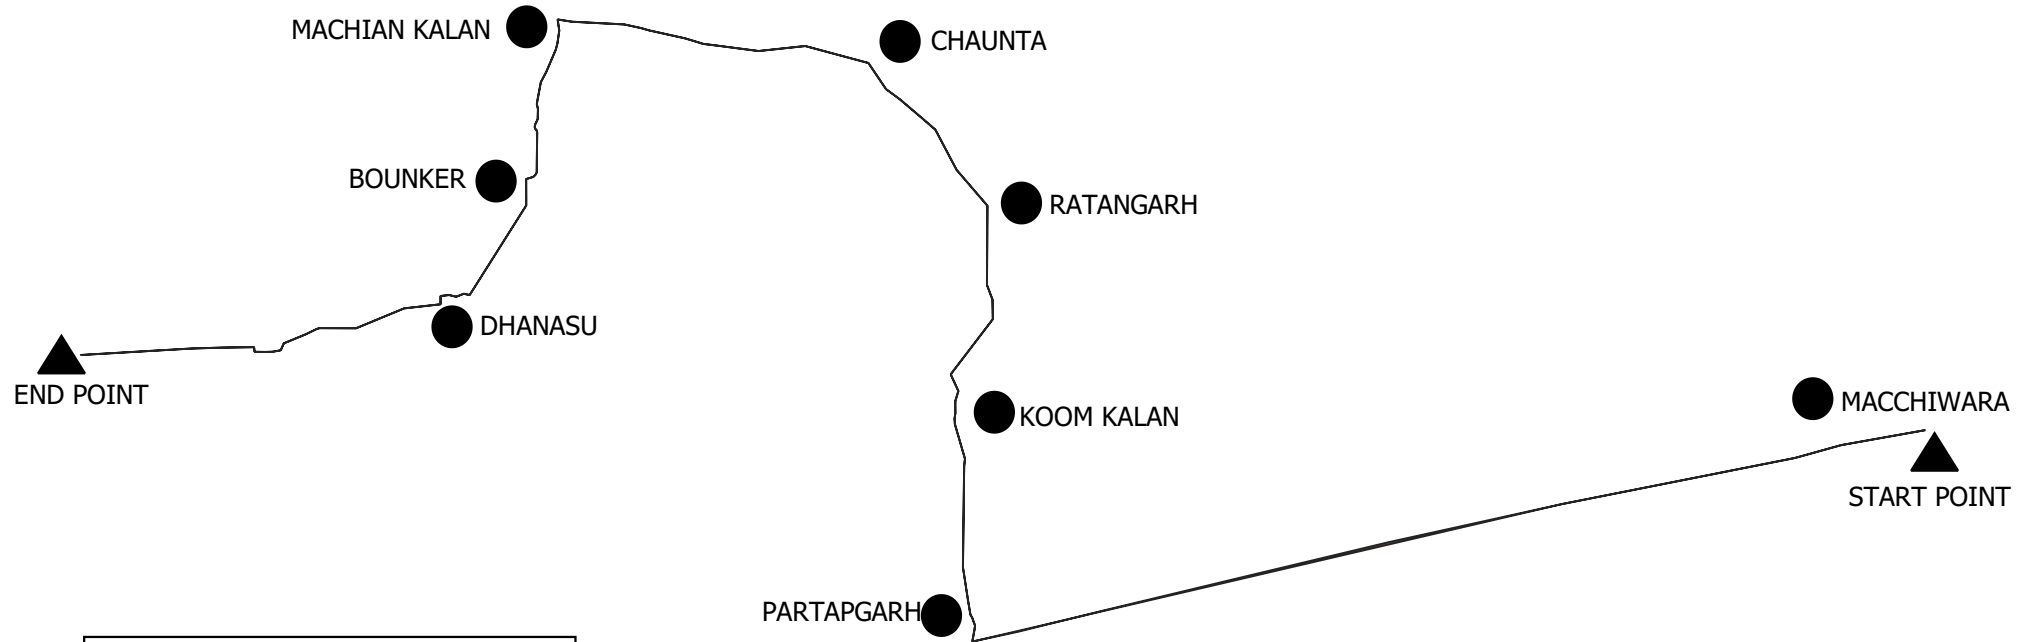 MACHIAN KALAN
CHAUNTA
BOUNKER
RATANGARH
DHANASU
END POINT
MACCHIWARA
KOOM KALAN
START POINT
PARTAPGARH